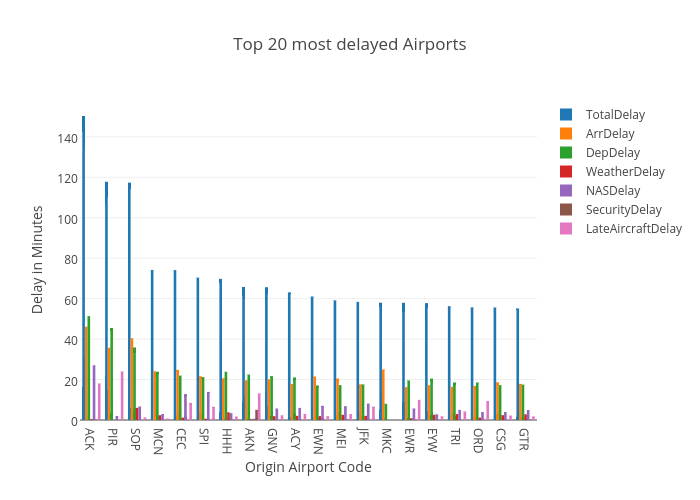 Top 20 most delayed Airports
TotalDelay
ArrDelay
DepDelay
WeatherDelay
NASDelay
SecurityDelay
LateAircraftDelay
Delay in Minutes
140
120
100
80
60
40
20
0
ACK
PIR
SOP
MCN
CEC
SPI
HHH
AKN
GNV
ACY
EWN
MEI
JFK
MKC
EWR
EYW
TRI
ORD
CSG
GTR
Origin Airport Code